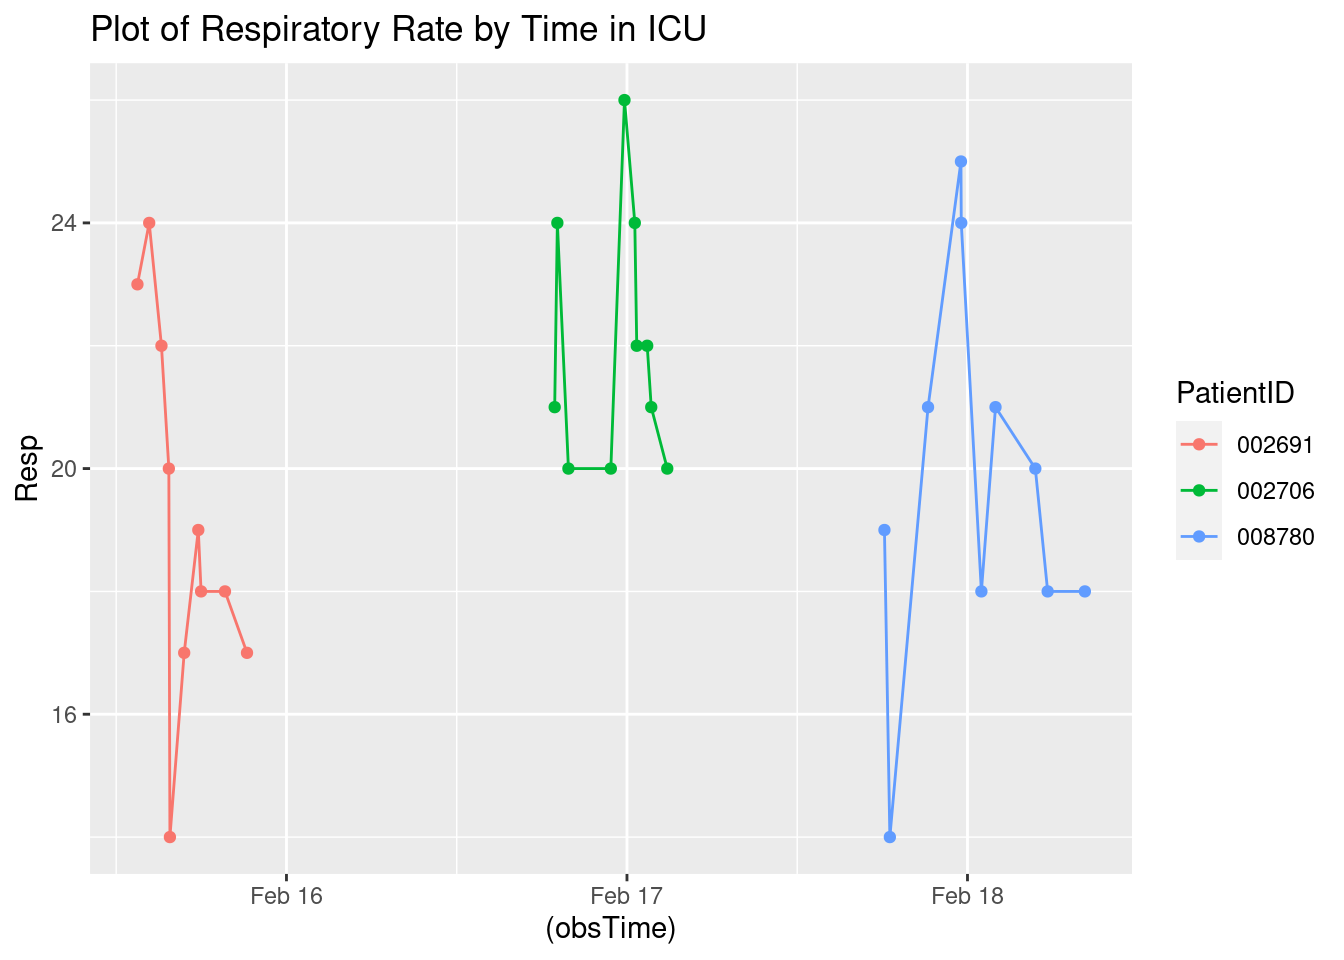 Plot of Respiratory Rate by Time in ICU
Resp
24
20
16
Feb 16
Feb 17
Feb 18
(obsTime)
PatientID
002691
002706
008780